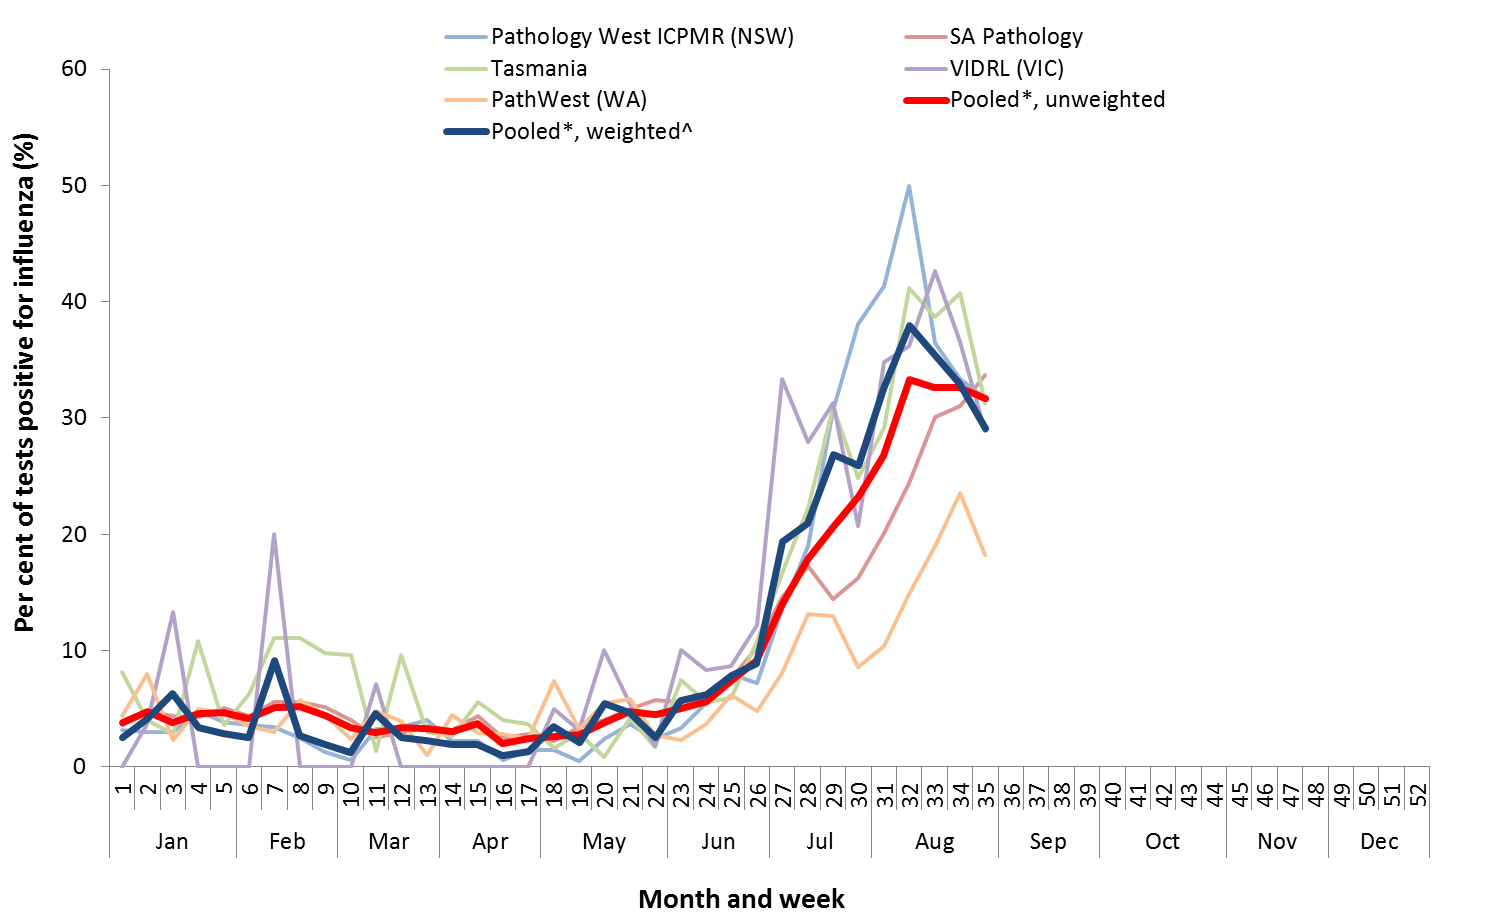 Pathology West ICPMR (NSW) SA Pathology
Tasmania VIDRL (VIC)
PathWest (WA) Pooled*, unweighted
Pooled*, weighted^
Per cent of tests positive for influenza (%)
60
50
40
30
20
10
0
1 2 3 4 5 6 7 8 9 10 11 12 13 14 15 16 17 18 19 20 21 22 23 24 25 26 27 28 29 30 31 32 33 34 35 36 37 38 39 40 41 42 43 44 45 46 47 48 49 50 51 52
Jan Feb Mar Apr May Jun Jul Aug Sep Oct Nov Dec
Month and week